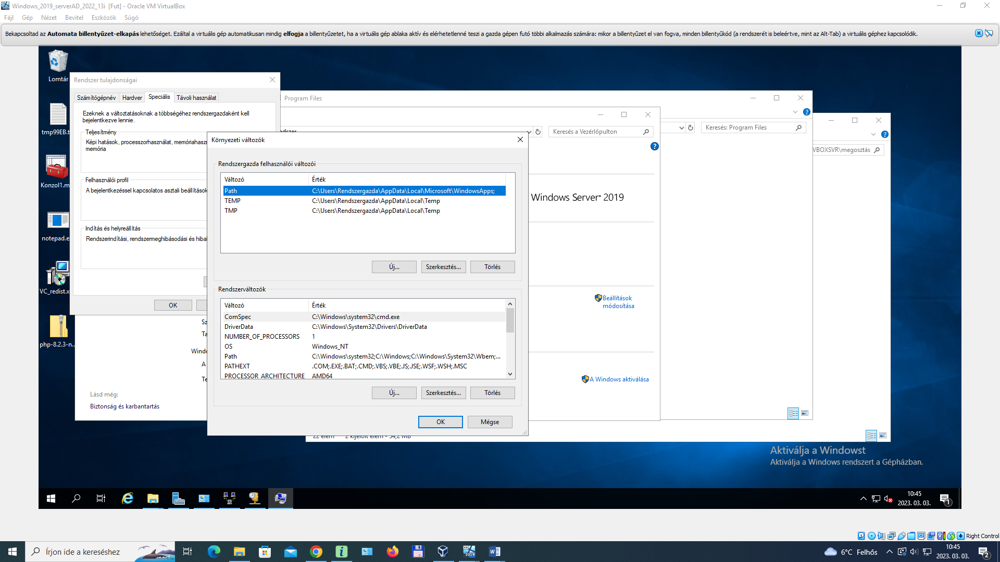 Windows_2019_serverAD_2022_13i [Fut] - Oracle VM VirtualBox
Fájl Gép Nézet Bevitel Eszközök Súgó
Bekapcsoltad az Automata billentyűzet-elkapás lehetőséget. Ezáltal a virtuális gép automatikusan mindig elfogja a billentyűzetet, ha a virtuális gép ablaka aktív és elérhetetlenné teszi a gazda gépen futó többi alkalmazás számára: mikor a billentyűzet el van fogva, minden billentyűkód (a rendszerét is beleértve, mint az Alt-Tab) a virtuális géphez kapcsolódik.
Lomtár
tmp99EB.t
Konzol1.m
notepad.e
VC_redist.x
php-8.2.3-n...
Rendszer tulajdonságai
Számítógépnév Hardver Speciális Távoli használat
Ezeknek a változtatásoknak a többségéhez rendszergazdaként kell
bejelentkezve lennie.
Teljesítmény
Képi hatások, processzorhasználat, memóriahaszn
memória
Felhasználói profil
A bejelentkezéssel kapcsolatos asztali beállítások
Indítás és helyreállítás
Rendszerindítási, rendszermeghibásodási és hibal
OK
Sz
Ta
Windo
A
Te
Lásd még:
Biztonság és karbantartás
Program Files
Keresés: Program Files
ndszer
Keresés a Vezérlőpulton
VBOXSVR\megosztás
Windows Server® 2019
Beállítások
módosítása
A Windows aktiválása
Környezeti változók
Rendszergazda felhasználói változói
Változó Érték
Path C:\Users\Rendszergazda\AppData\Local\Microsoft\WindowsApps;
TEMP C:\Users\Rendszergazda\AppData\Local\Temp
TMP C:\Users\Rendszergazda\AppData\Local\Temp
Új... Szerkesztés... Törlés
Rendszerváltozók
Változó Érték
ComSpec C:\Windows\system32\cmd.exe
DriverData C:\Windows\System32\Drivers\DriverData
NUMBER_OF_PROCESSORS 1
OS Windows_NT
Path C:\Windows\system32;C:\Windows;C:\Windows\System32\Wbem;...
PATHEXT .COM;.EXE;.BAT;.CMD;.VBS;.VBE;.JS;.JSE;.WSF;.WSH;.MSC
PROCESSOR_ARCHITECTURE AMD64
Új... Szerkesztés... Törlés
OK Mégse
22 elem 2 kijelölt elem - 54,2 MB
Aktiválja a Windowst
Aktiválja a Windows rendszert a Gépházban.
10:45
2023. 03. 03.
1
Right Control
Írjon ide a kereséshez
2019
6°C Felhős
10:45
2023. 03. 03.
2